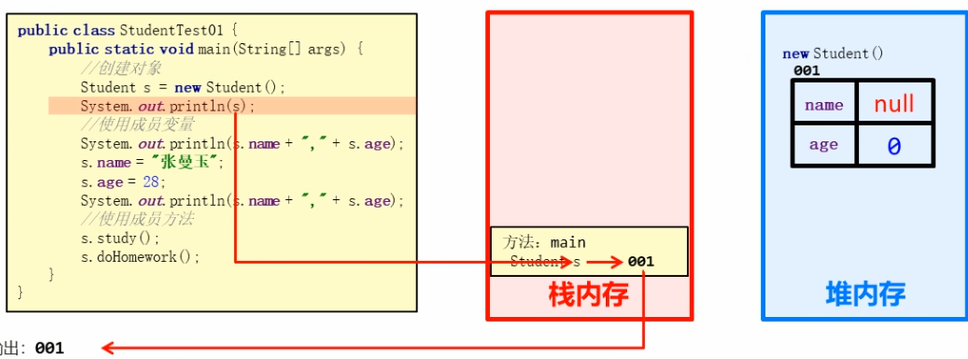 public class StudentTest01 {
public static void main(String[] args) {
//创建对象
Student s = new Student();
System.out.println(s);
//使用成员变量
System.out.println(s.name + "," + s.age);
s.name = "张曼玉";
s.age = 28;
System.out.println(s.name + "," + s.age);
//使用成员方法
s.study();
s.doHomework();
}
}
方法：main
Student s 001
栈内存
new Student()
001
name null
age 0
堆内存
出：001